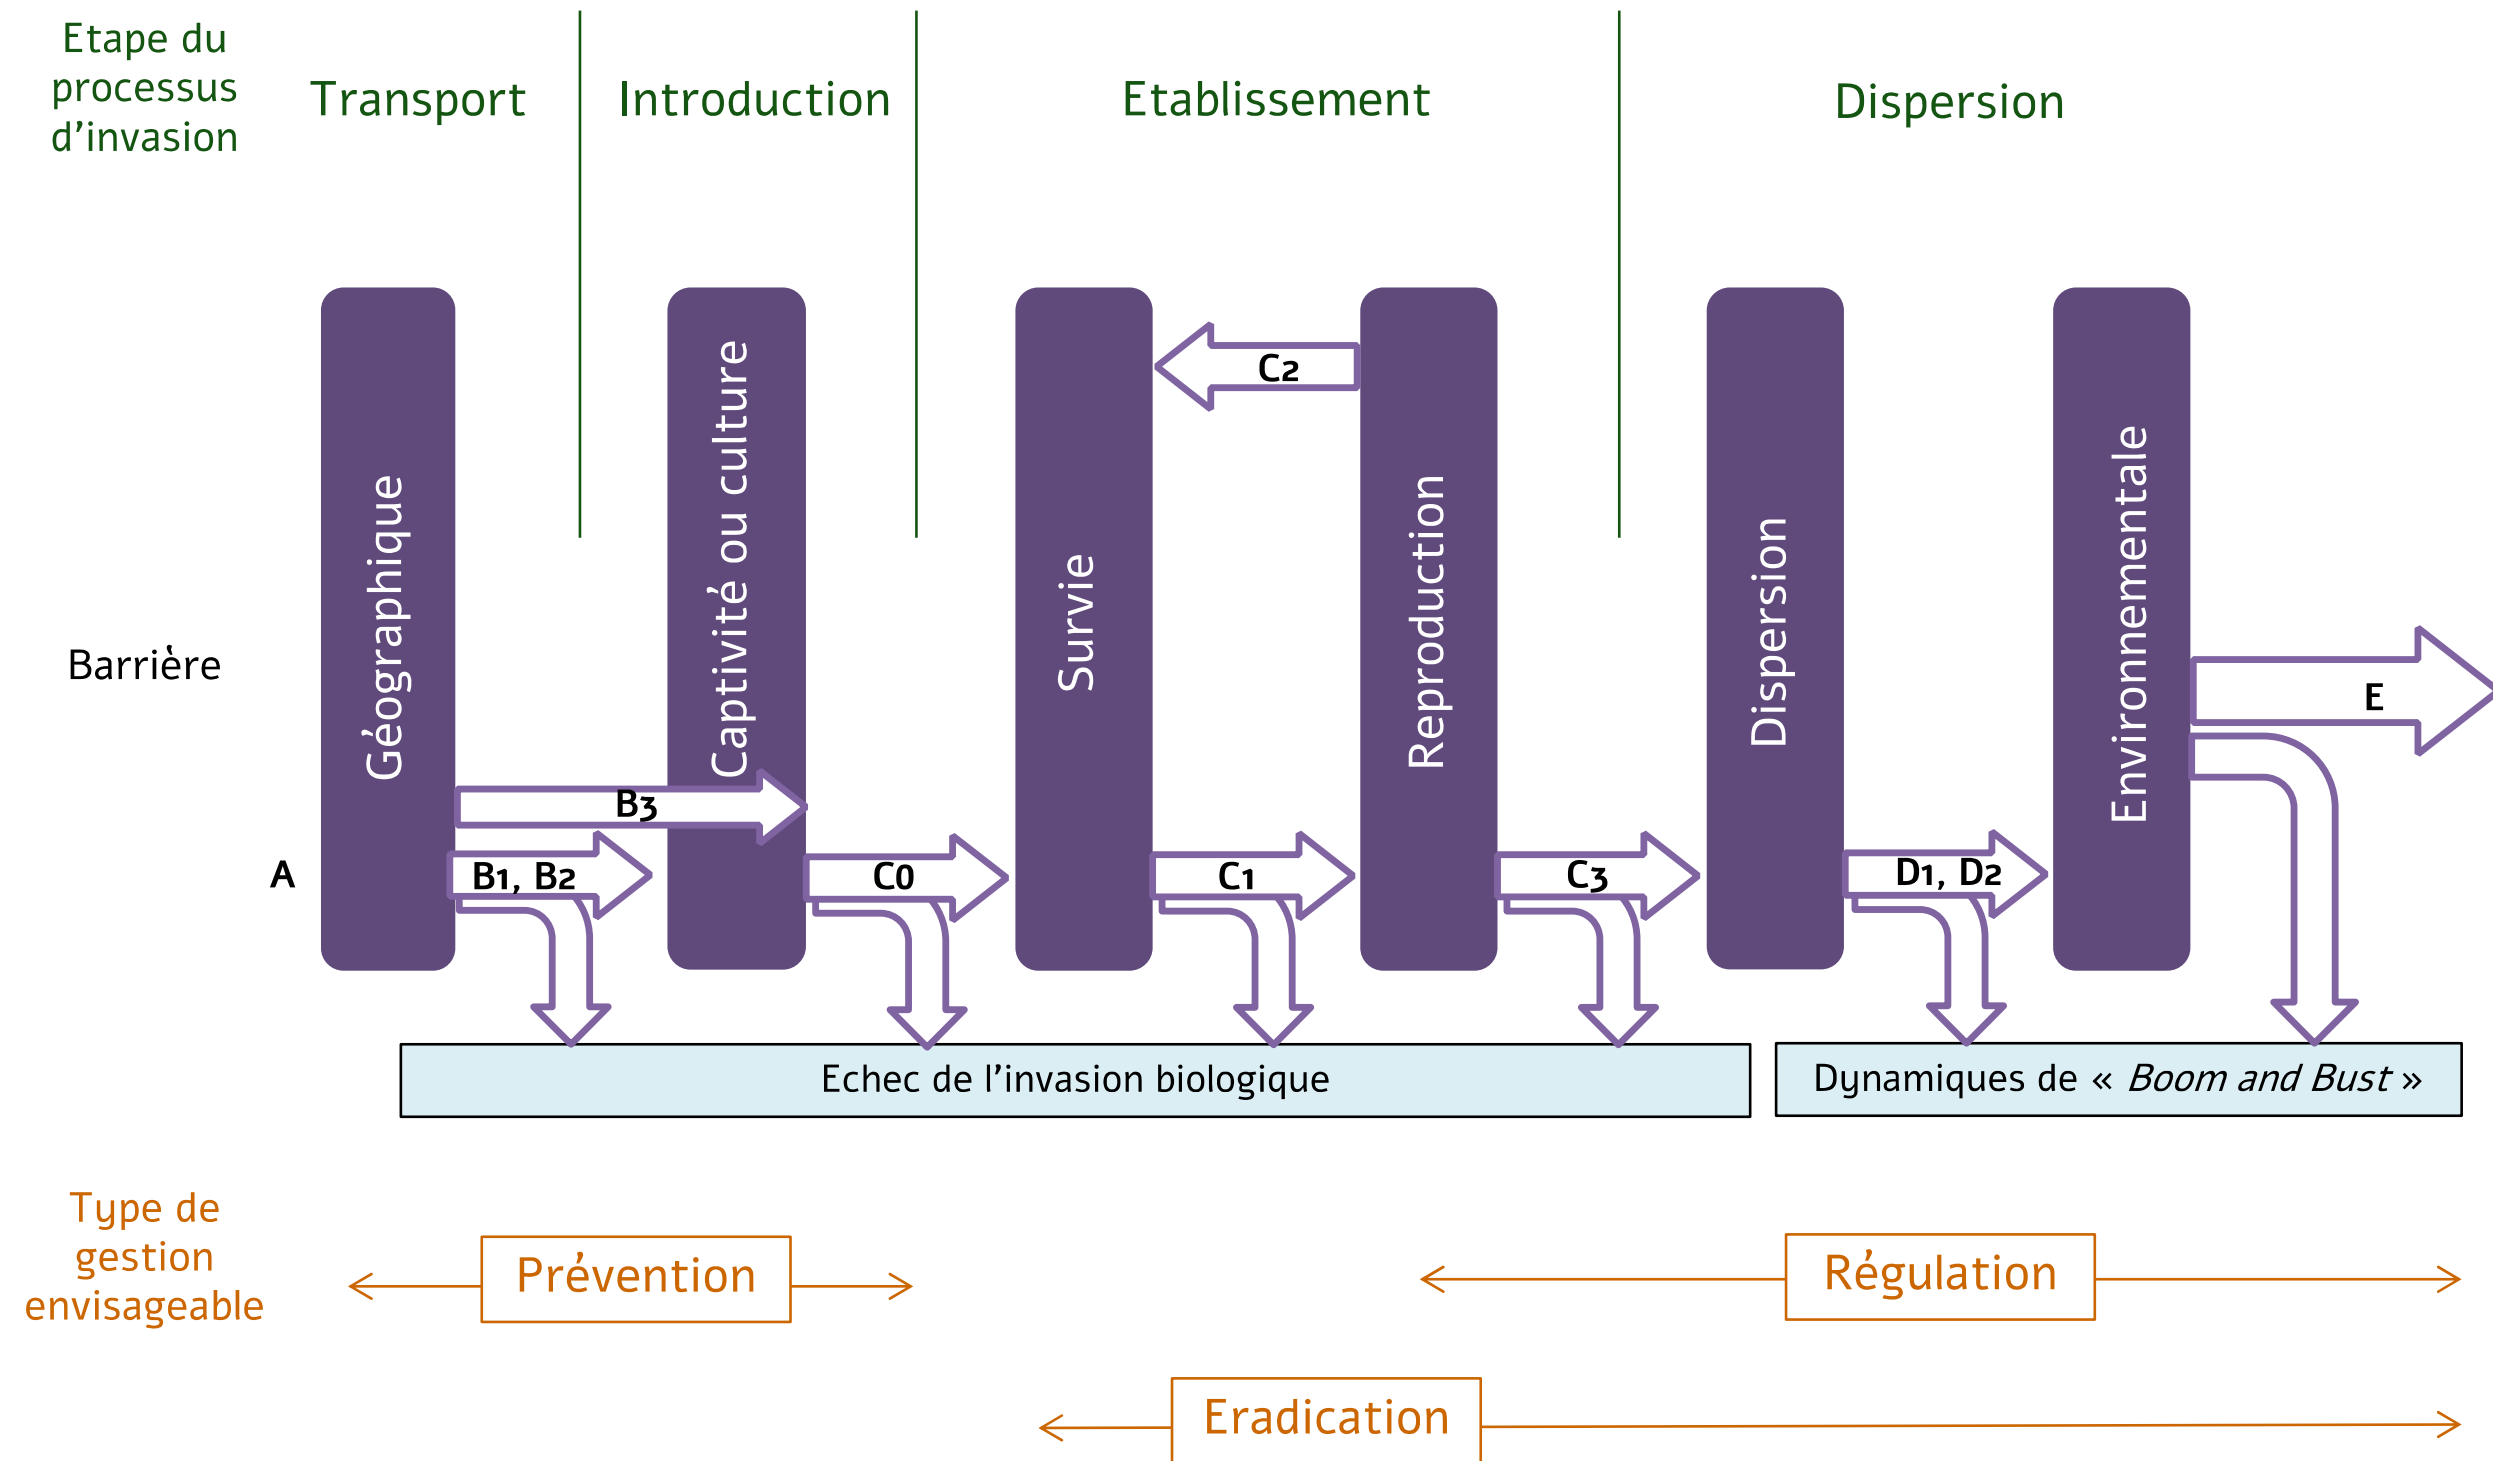 Etape du
processus
d'invasion
Transport
Introduction
Etablissement
Dispersion
Barrière
Géographique
Captivité ou culture
Survie
Reproduction
Dispersion
Environnementale
C2
E
B3
A
B1, B2
C0
C1
C3
D1, D2
Echec de l'invasion biologique
Dynamiques de « Boom and Bust »
Type de
gestion
envisageable
Prévention
Régulation
Eradication